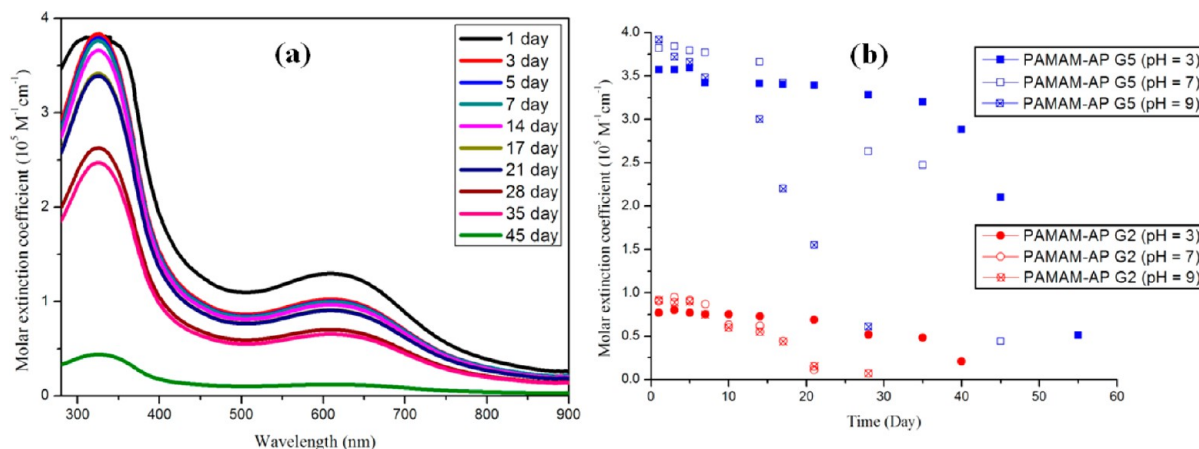 (a)
1 day
3 day
5 day
7 day
14 day
17 day
21 day
28 day
35 day
45 day
Molar extinction coefficient (10⁵ M⁻¹cm⁻¹)
4
3
2
1
0
300 400 500 600 700 800 900
Wavelength (nm)
(b)
PAMAM-AP G5 (pH = 3)
PAMAM-AP G5 (pH = 7)
PAMAM-AP G5 (pH = 9)
PAMAM-AP G2 (pH = 3)
PAMAM-AP G2 (pH = 7)
PAMAM-AP G2 (pH = 9)
Molar extinction coefficient (10⁵ M⁻¹cm⁻¹)
4.0
3.5
3.0
2.5
2.0
1.5
1.0
0.5
0.0
0 10 20 30 40 50 60
Time (Day)